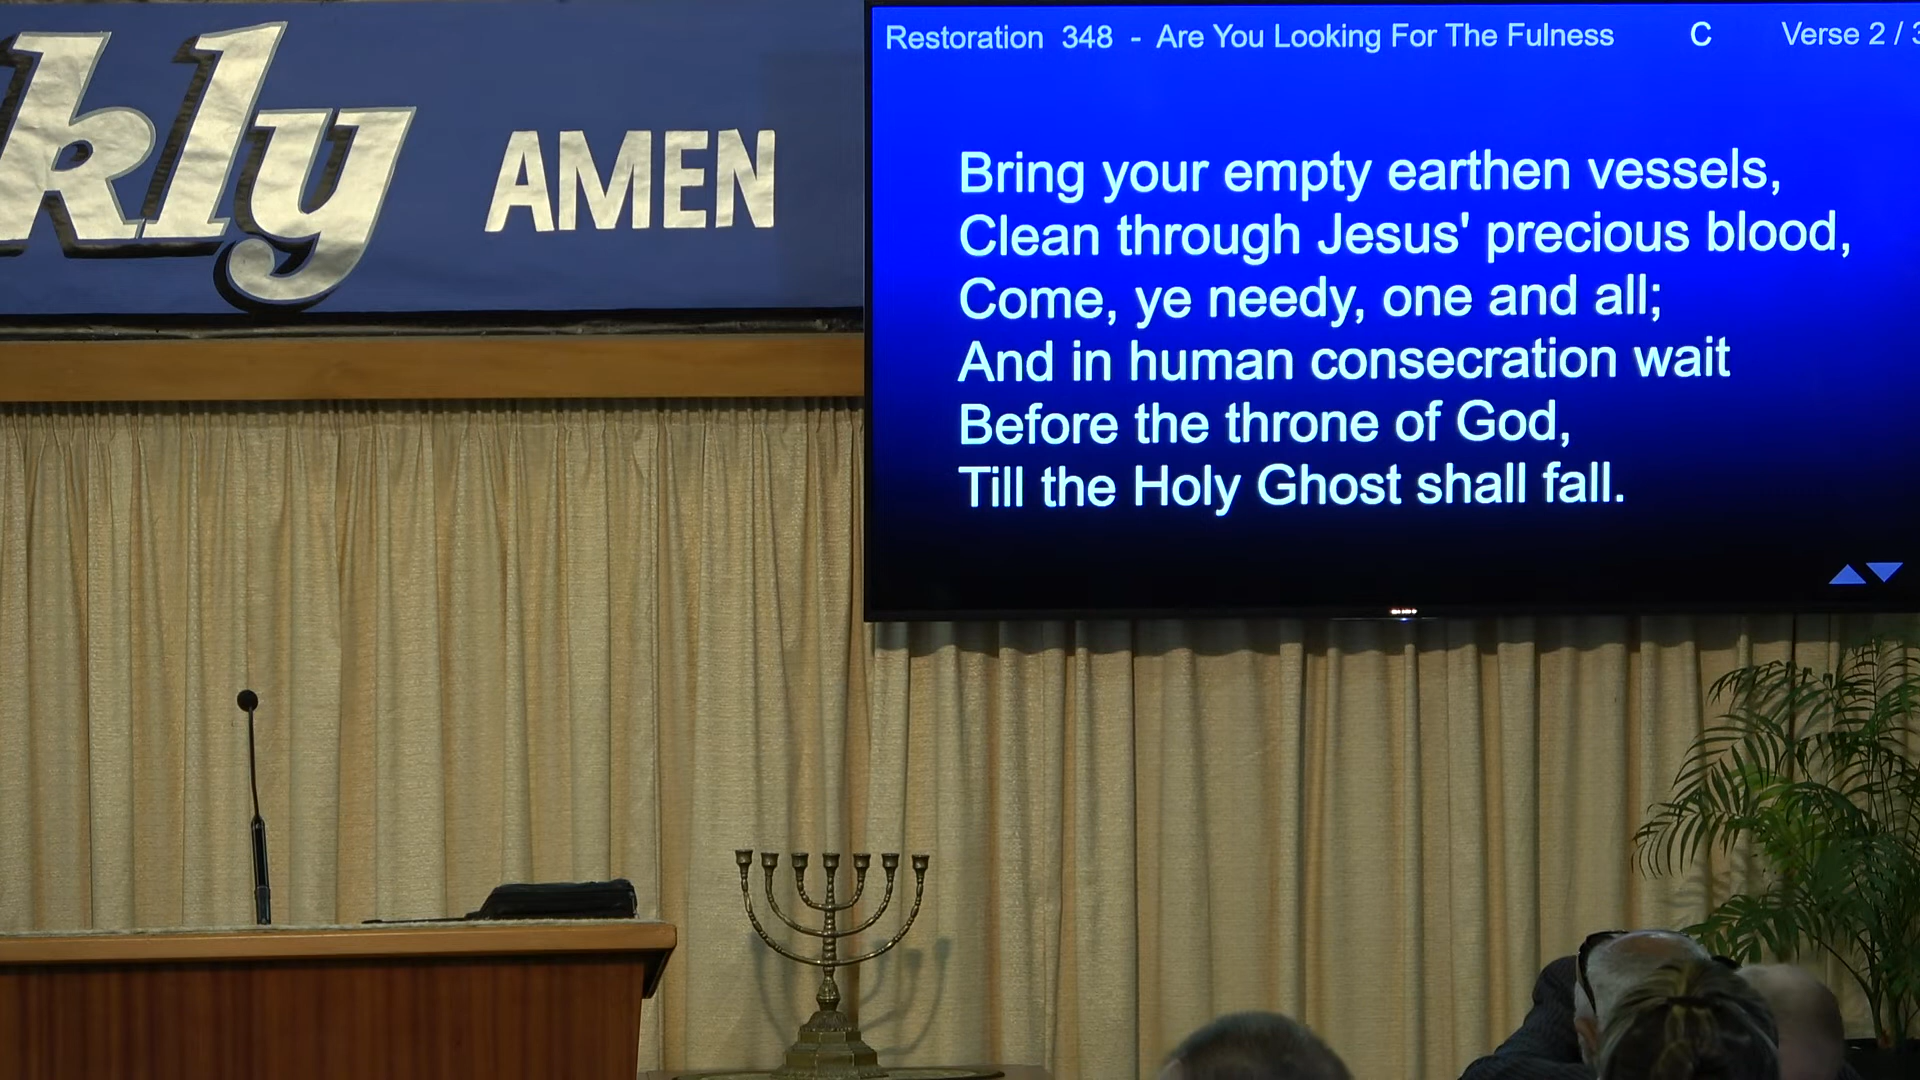 kly AMEN
Restoration 348 - Are You Looking For The Fulness C Verse 2 / 3
Bring your empty earthen vessels,
Clean through Jesus' precious blood,
Come, ye needy, one and all;
And in human consecration wait
Before the throne of God,
Till the Holy Ghost shall fall.